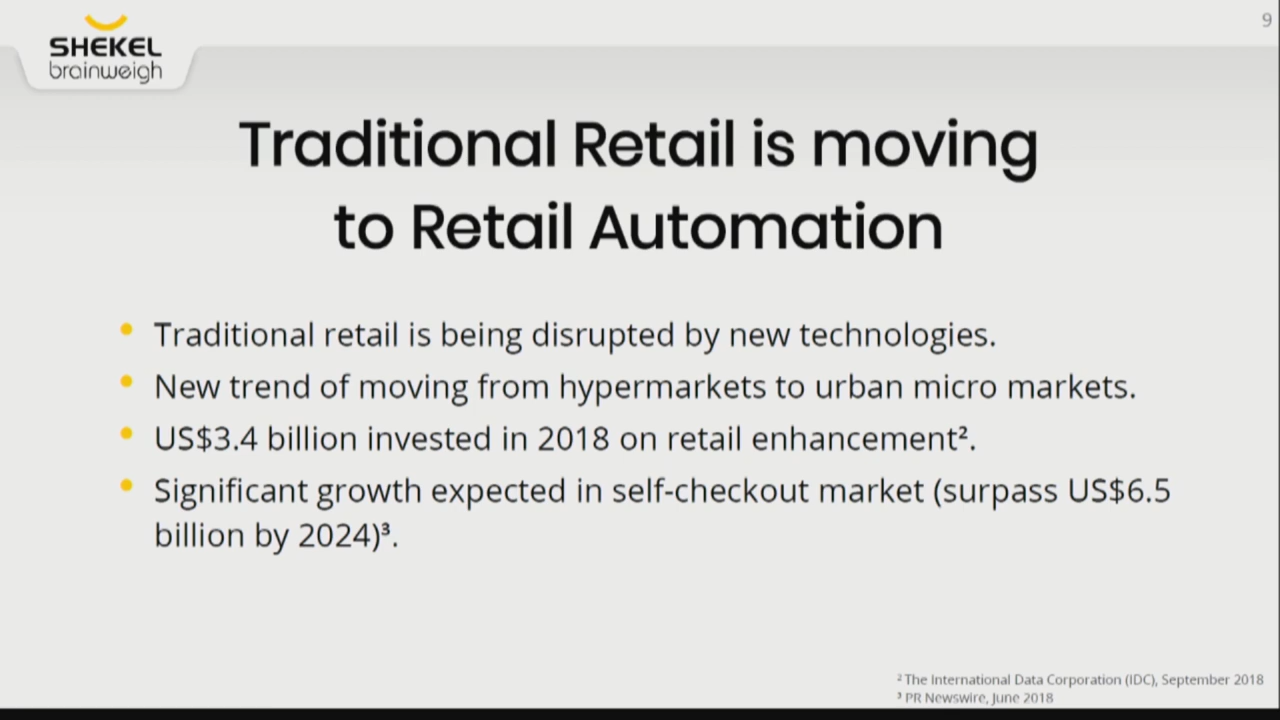 SHEKEL
brainweigh
9
Traditional Retail is moving
to Retail Automation
• Traditional retail is being disrupted by new technologies.
• New trend of moving from hypermarkets to urban micro markets.
• US$3.4 billion invested in 2018 on retail enhancement².
• Significant growth expected in self-checkout market (surpass US$6.5
billion by 2024)³.
² The International Data Corporation (IDC), September 2018
³ PR Newswire, June 2018